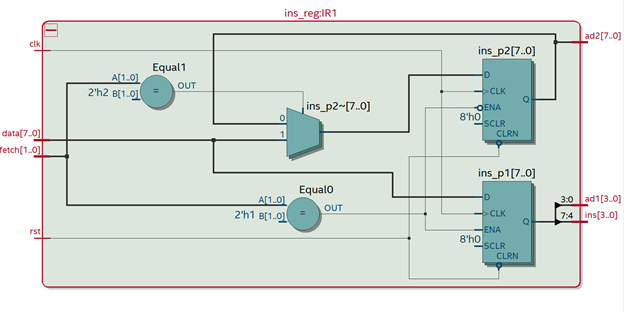 ins_reg:IR1
clk
data[7..0]
fetch[1..0]
rst
Equal1
A[1..0]
2'h2 B[1..0]
=
OUT
ins_p2~[7..0]
0
1
Equal0
A[1..0]
2'h1 B[1..0]
=
OUT
ins_p2[7..0]
D
CLK
ENA
8'h0 SCLR
CLRN
Q
ins_p1[7..0]
D
CLK
ENA
8'h0 SCLR
CLRN
Q
ad2[7..0]
3:0 ad1[3..0]
7:4 ins[3..0]